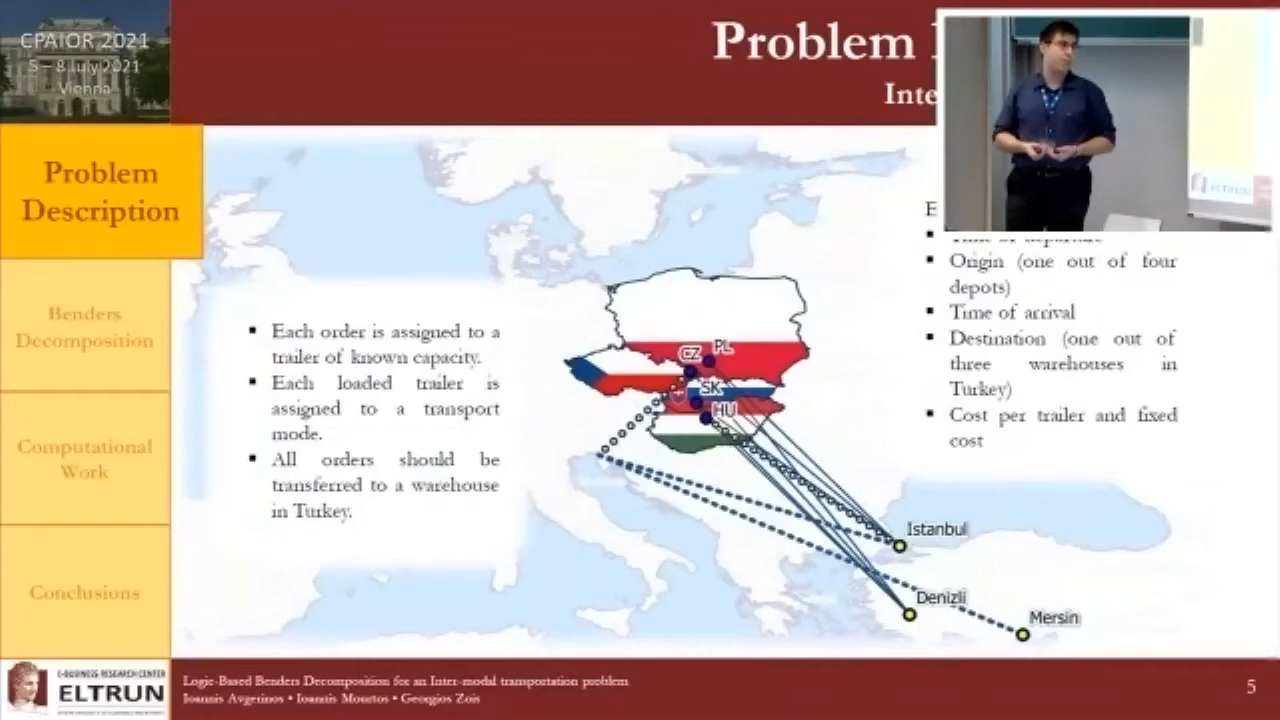 CPAIOR 2021
5 – 8 July 2021
Vienna
Problem
Problem
Description
Benders
Decomposition
Computational
Work
Conclusions
▪ Each order is assigned to a
trailer of known capacity.
▪ Each loaded trailer is
assigned to a transport
mode.
▪ All orders should be
transferred to a warehouse
in Turkey.
CZ
PL
SK
HU
Istanbul
Denizli
Mersin
▪ Time of departure
▪ Origin (one out of four
depots)
▪ Time of arrival
▪ Destination (one out of
three warehouses in
Turkey)
▪ Cost per trailer and fixed
cost
ELTRUN
E-BUSINESS RESEARCH CENTER
ELTRUN
Logic-Based Benders Decomposition for an Inter-modal transportation problem
Ioannis Avgerinos • Ioannis Mourtos • Georgios Zois
5